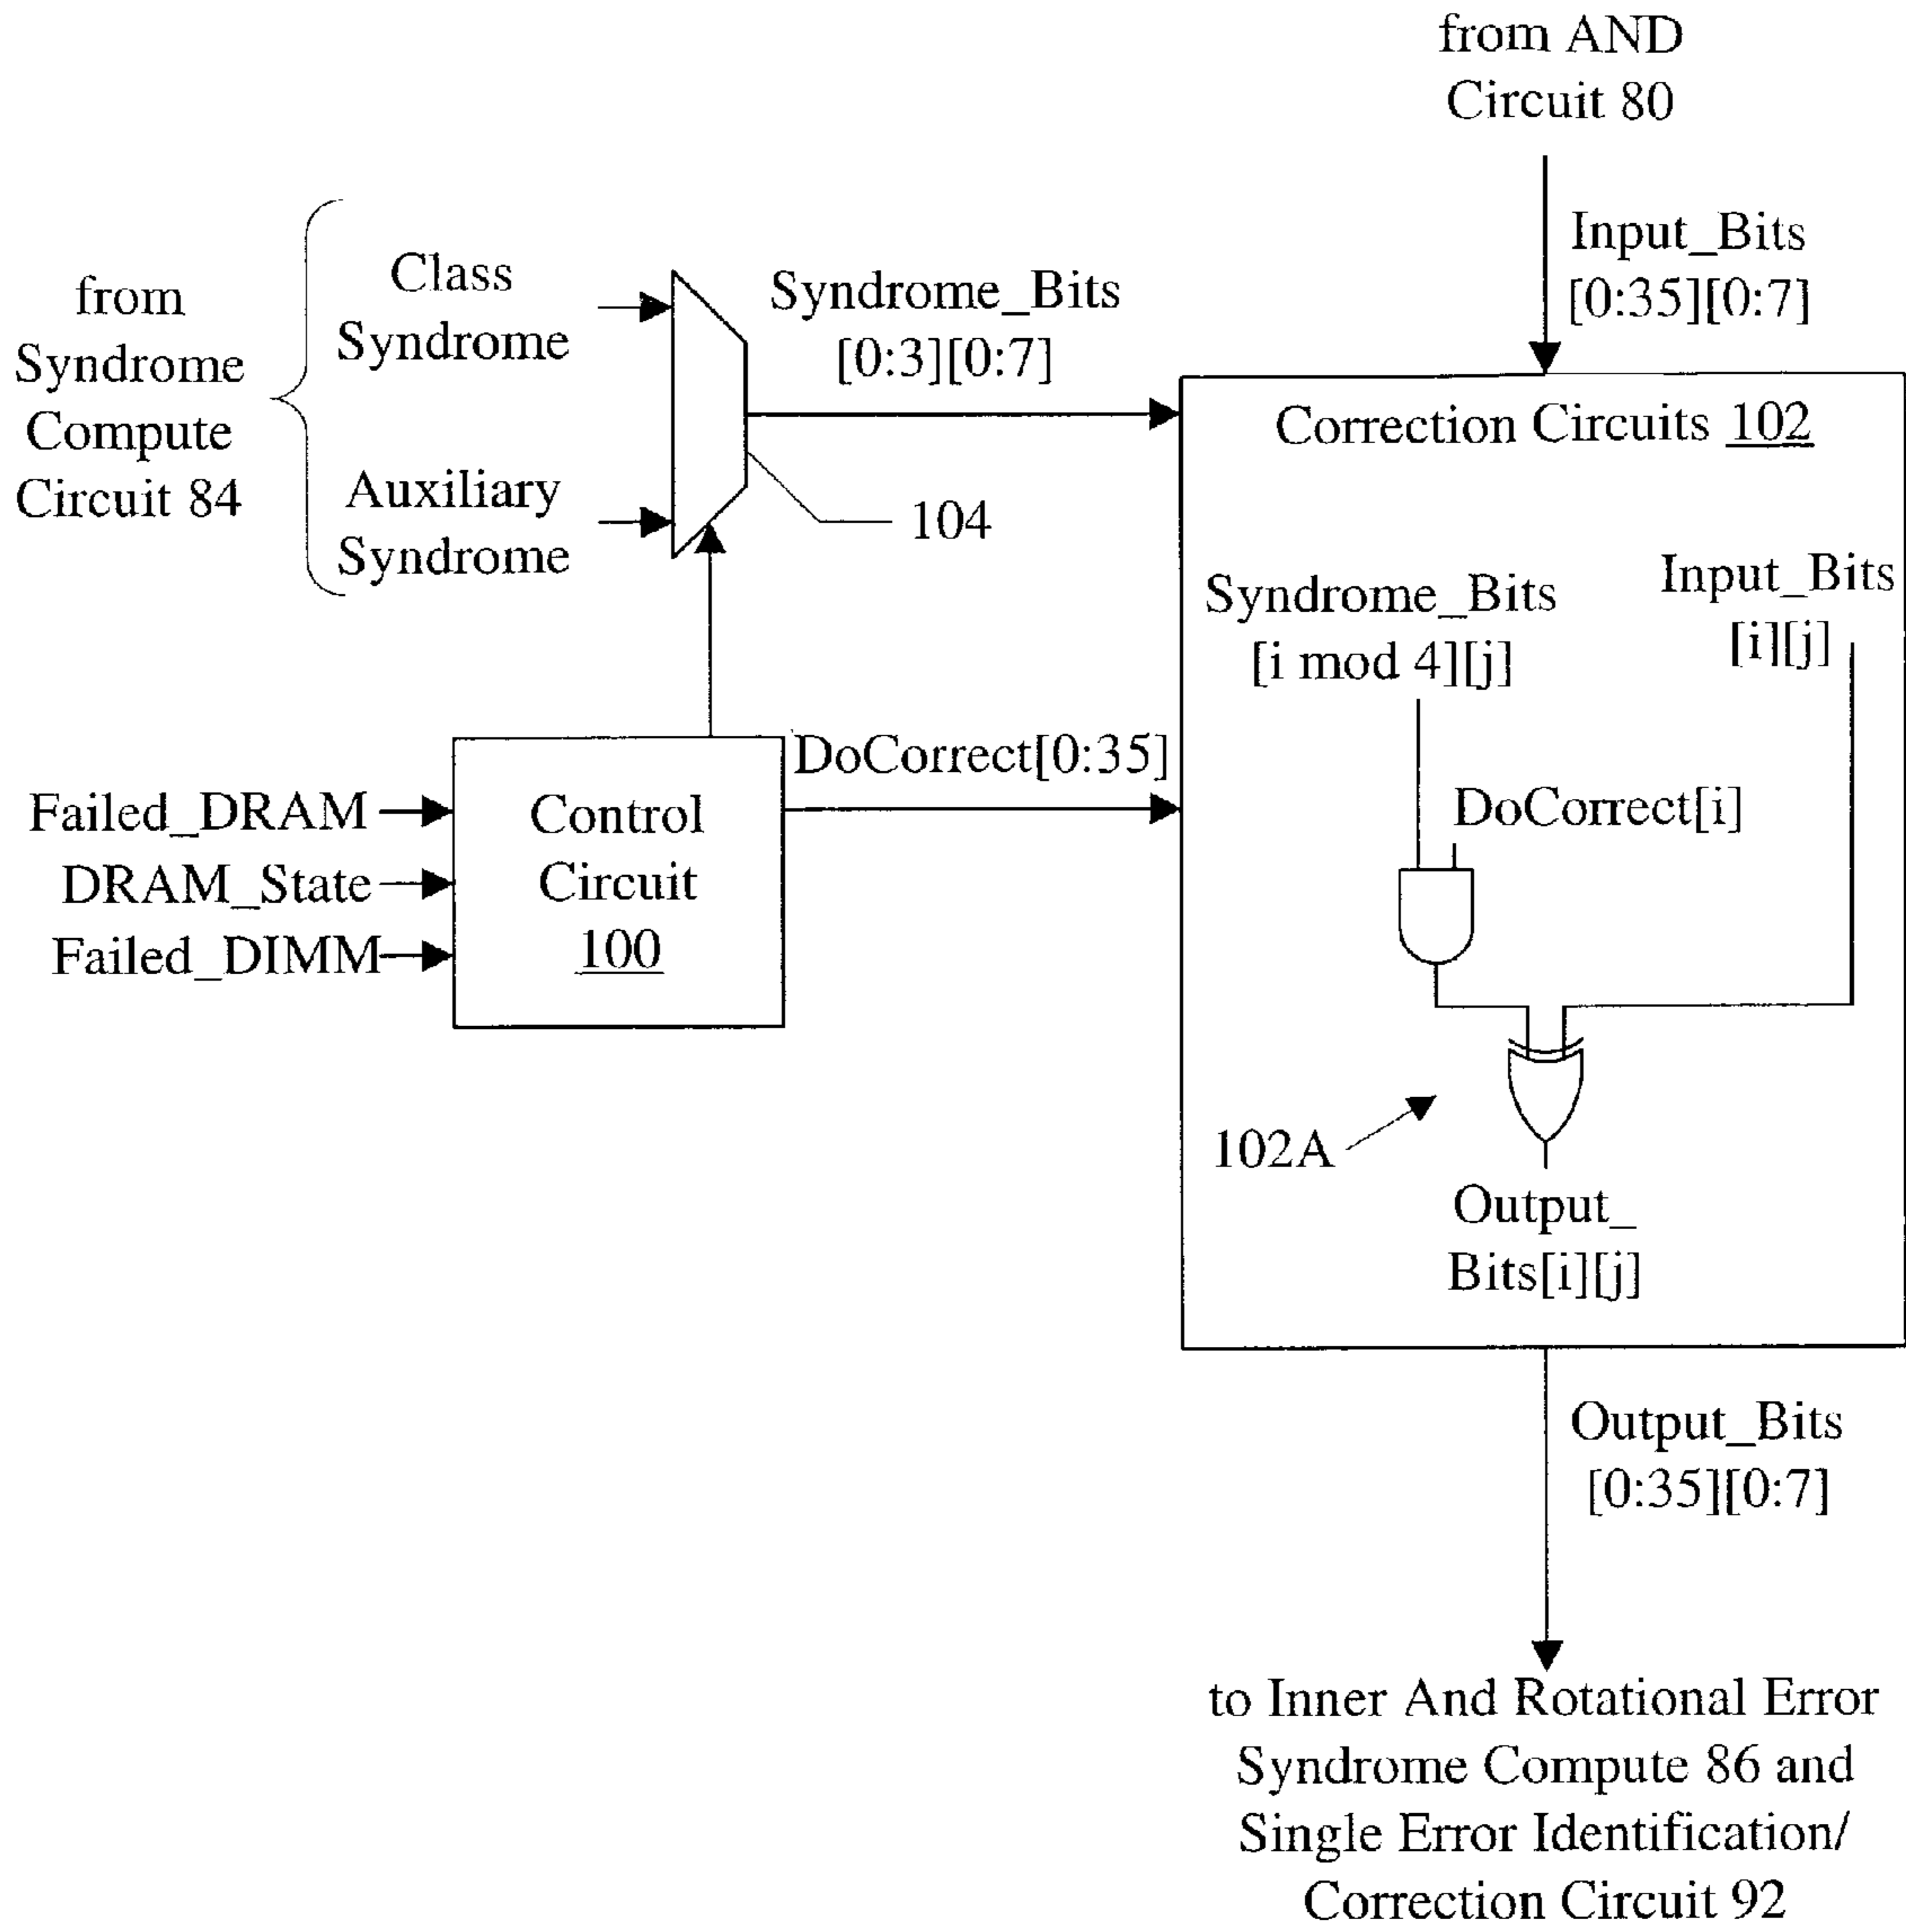 from AND
Circuit 80
Input_Bits
[0:35][0:7]
from
Syndrome
Compute
Circuit 84
Class
Syndrome
Auxiliary
Syndrome
Syndrome_Bits
[0:3][0:7]
104
Correction Circuits 102
Syndrome_Bits
[i mod 4][j]
Input_Bits
[i][j]
DoCorrect[0:35]
DoCorrect[i]
Failed_DRAM
DRAM_State
Failed_DIMM
Control
Circuit
100
102A
Output_
Bits[i][j]
Output_Bits
[0:35][0:7]
to Inner And Rotational Error
Syndrome Compute 86 and
Single Error Identification/
Correction Circuit 92